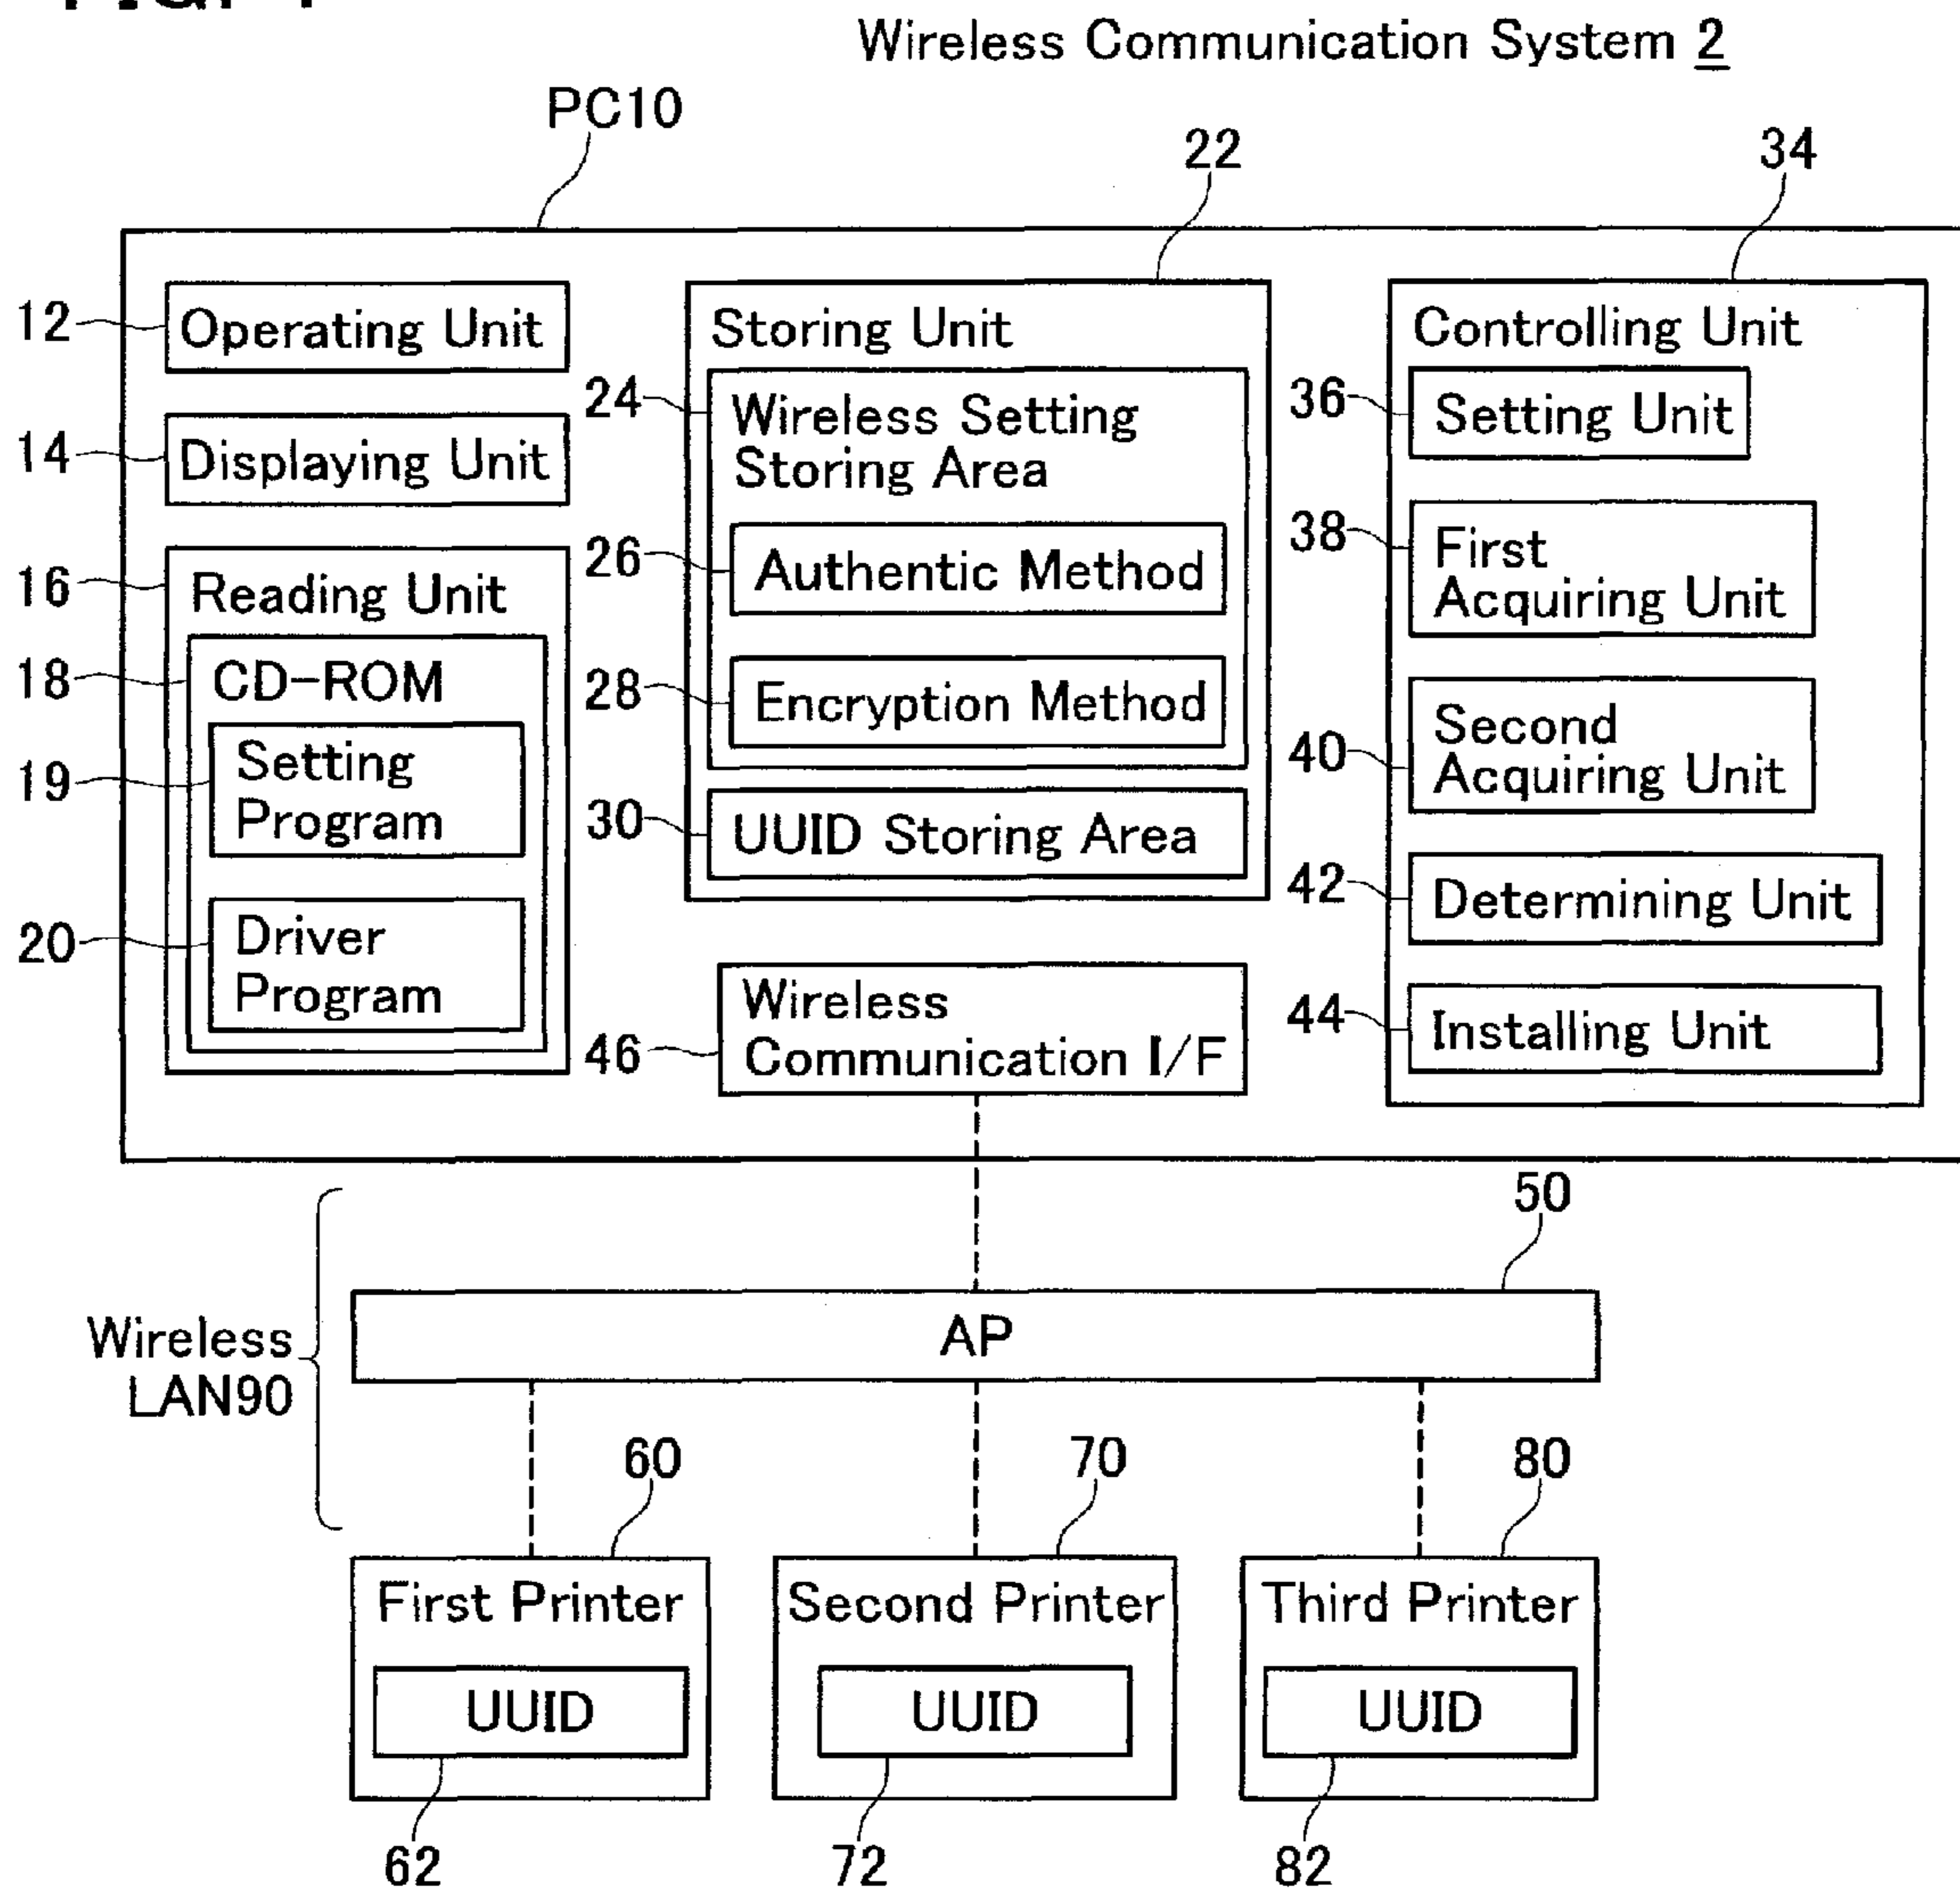 Wireless Communication System 2
PC10
22
34
12
Operating Unit
14
Displaying Unit
16
Reading Unit
18
CD-ROM
19
Setting
Program
20
Driver
Program
Storing Unit
24
Wireless Setting
Storing Area
26
Authentic Method
28
Encryption Method
30
UUID Storing Area
46
Wireless
Communication I/F
Controlling Unit
36
Setting Unit
38
First
Acquiring Unit
40
Second
Acquiring Unit
42
Determining Unit
44
Installing Unit
50
AP
Wireless
LAN90
60
First Printer
UUID
62
70
Second Printer
UUID
72
80
Third Printer
UUID
82